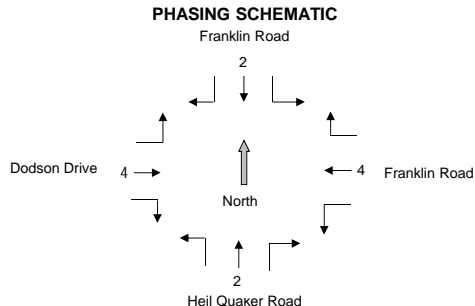 PHASING SCHEMATIC
Franklin Road
2
Dodson Drive
4
4
Franklin Road
North
2
Heil Quaker Road